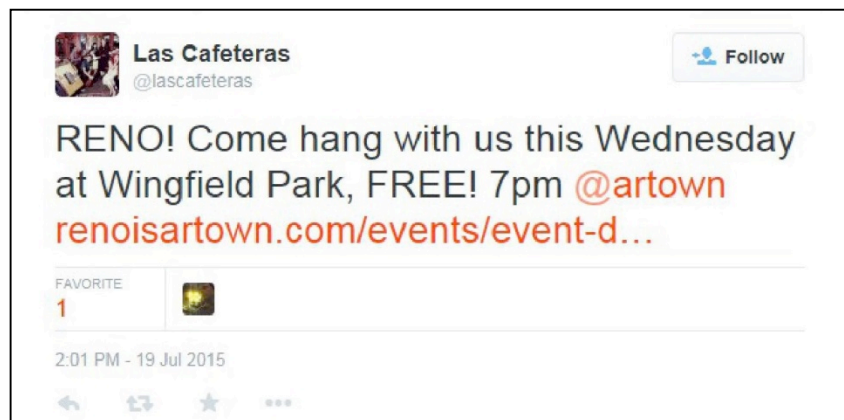 Las Cafeteras
@lascafeteras
Follow
RENO! Come hang with us this Wednesday
at Wingfield Park, FREE! 7pm @artown
renoisartown.com/events/event-d...
FAVORITE
1
2:01 PM - 19 Jul 2015